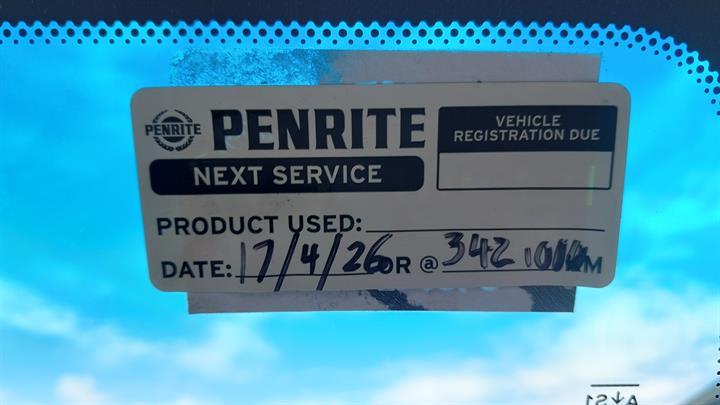 PENRITE PENRITE
VEHICLE
REGISTRATION DUE
NEXT SERVICE
PRODUCT USED:
DATE: 17/4/26 OR @ 342